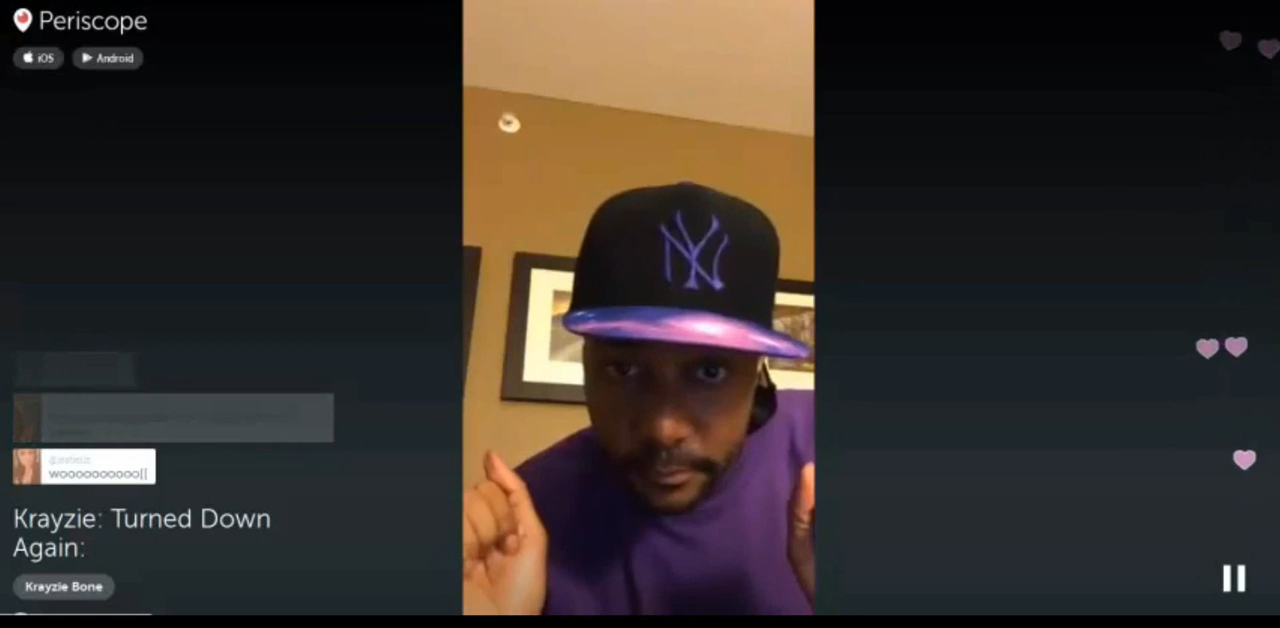 Periscope
iOS
Android
NY
woooooooooo[[
Krayzie: Turned Down
Again:
Krayzie Bone